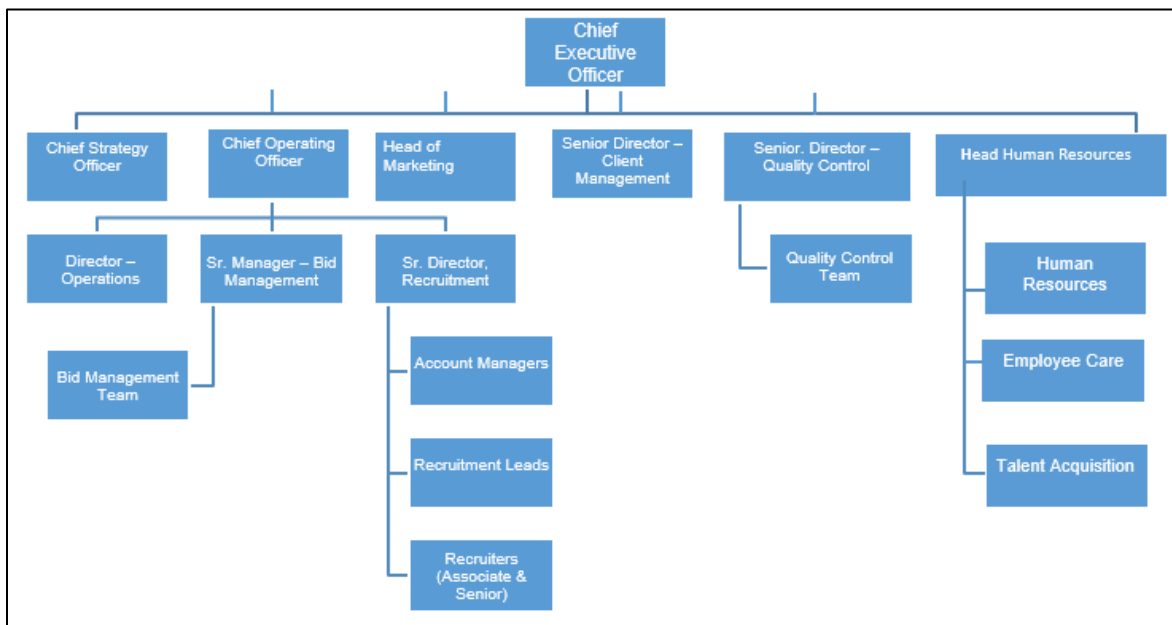 Chief
Executive
Officer
Chief Strategy
Officer
Chief Operating
Officer
Head of
Marketing
Senior Director –
Client
Management
Senior. Director –
Quality Control
Head Human Resources
Director –
Operations
Sr. Manager – Bid
Management
Sr. Director,
Recruitment
Quality Control
Team
Human
Resources
Bid Management
Team
Account Managers
Employee Care
Recruitment Leads
Talent Acquisition
Recruiters
(Associate &
Senior)